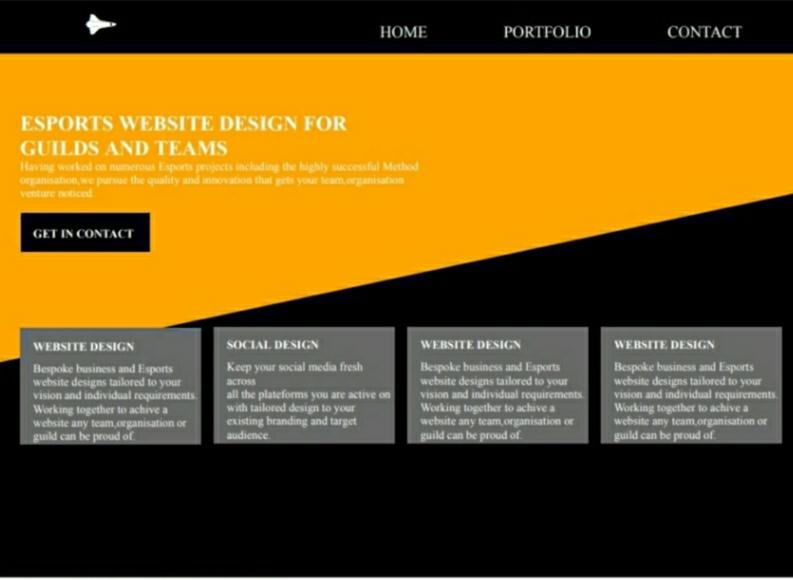 HOME PORTFOLIO CONTACT
ESPORTS WEBSITE DESIGN FOR
GUILDS AND TEAMS
Having worked on numerous Esports projects including the highly successful Method
organisation,we pursue the quality and innovation that gets your team,organisation
venture noticed
GET IN CONTACT
WEBSITE DESIGN
Bespoke business and Esports
website designs tailored to your
vision and individual requirements.
Working together to achive a
website any team,organisation or
guild can be proud of.
SOCIAL DESIGN
Keep your social media fresh
across
all the plateforms you are active on
with tailored design to your
existing branding and target
audience.
WEBSITE DESIGN
Bespoke business and Esports
website designs tailored to your
vision and individual requirements.
Working together to achive a
website any team,organisation or
guild can be proud of.
WEBSITE DESIGN
Bespoke business and Esports
website designs tailored to your
vision and individual requirements.
Working together to achive a
website any team,organisation or
guild can be proud of.